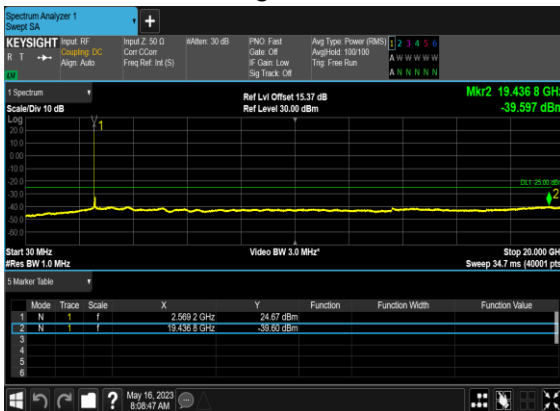 Spectrum Analyzer 1
Swept SA
KEYSIGHT Input: RF Input Z: 50 Ω #Atten: 30 dB PNO: Fast Avg Type: Power (RMS) 1 2 3 4 5 6
R T Coupling: DC Corr CCorr Gate: Off Avg|Hold: 100/100 A W W W W W
Align: Auto Freq Ref: Int (S) IF Gain: Low Trig: Free Run
LV Sig Track: Off A N N N N N
1 Spectrum Ref Lvl Offset 15.37 dB Mkr2 19.436 8 GHz
Scale/Div 10 dB Ref Level 30.00 dBm -39.597 dBm
Log
1
20.0
10.0
0.00
-10.0
-20.0 DL1 -25.00 dBm
-30.0 2
-40.0
-50.0
-60.0
Start 30 MHz Video BW 3.0 MHz* Stop 20.000 GHz
#Res BW 1.0 MHz Sweep 34.7 ms (40001 pts)
5 Marker Table
Mode Trace Scale X Y Function Function Width Function Value
1 N 1 f 2.569 2 GHz 24.67 dBm
2 N 1 f 19.436 8 GHz -39.60 dBm
3
4
5
6
? May 16, 2023
8:08:47 AM